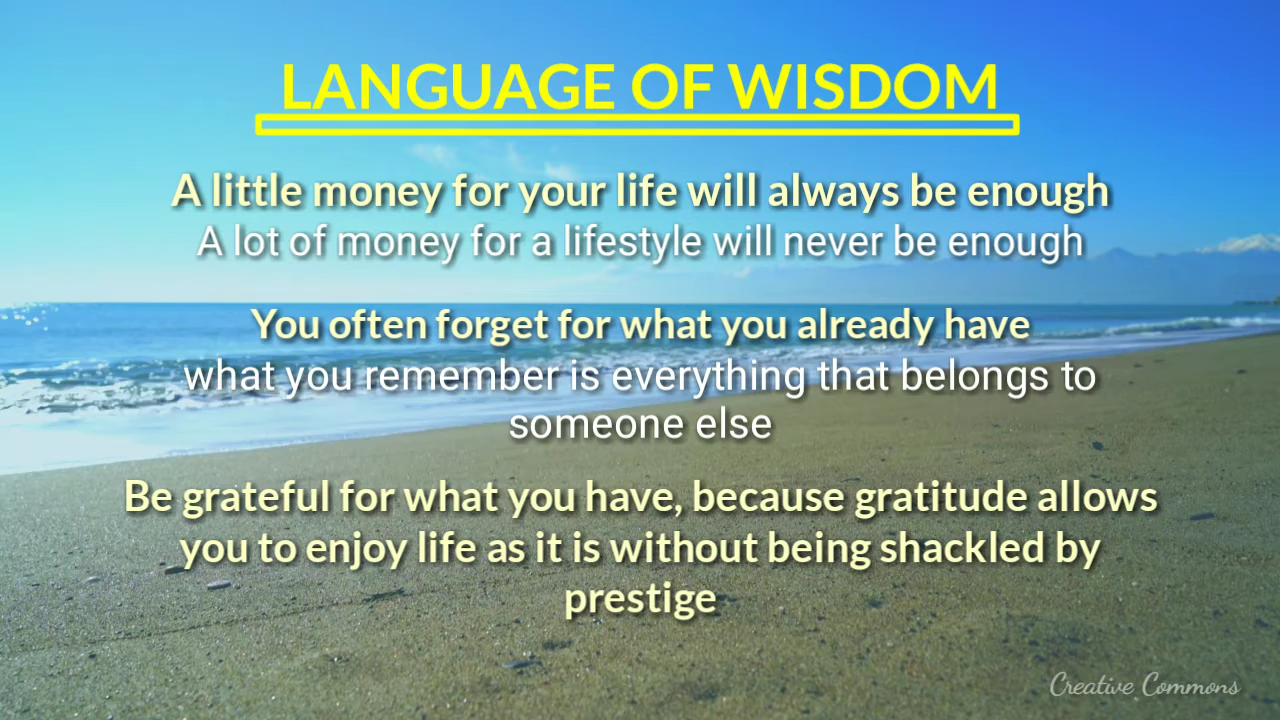 LANGUAGE OF WISDOM
A little money for your life will always be enough
A lot of money for a lifestyle will never be enough
You often forget for what you already have
what you remember is everything that belongs to
someone else
Be grateful for what you have, because gratitude allows
you to enjoy life as it is without being shackled by
prestige
Creative Commons